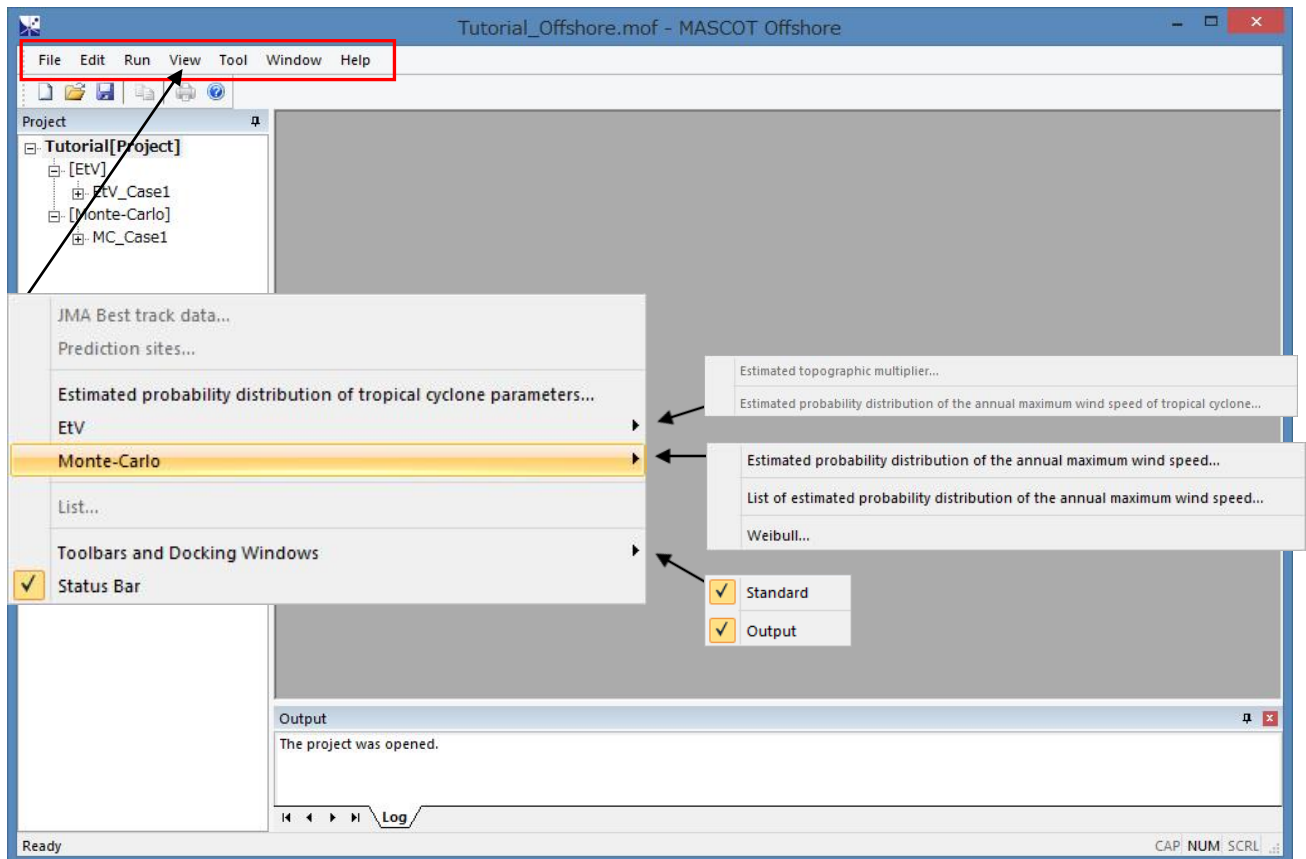 Tutorial_Offshore.mof - MASCOT Offshore
File Edit Run View Tool Window Help
Project
Tutorial[Project]
[EtV]
EtV_Case1
[Monte-Carlo]
MC_Case1
JMA Best track data...
Prediction sites...
Estimated probability distribution of tropical cyclone parameters...
EtV
Monte-Carlo
List...
Toolbars and Docking Windows
Status Bar
Estimated topographic multiplier...
Estimated probability distribution of the annual maximum wind speed of tropical cyclone...
Estimated probability distribution of the annual maximum wind speed...
List of estimated probability distribution of the annual maximum wind speed...
Weibull...
Standard
Output
Output
The project was opened.
Log
Ready
CAP NUM SCRL